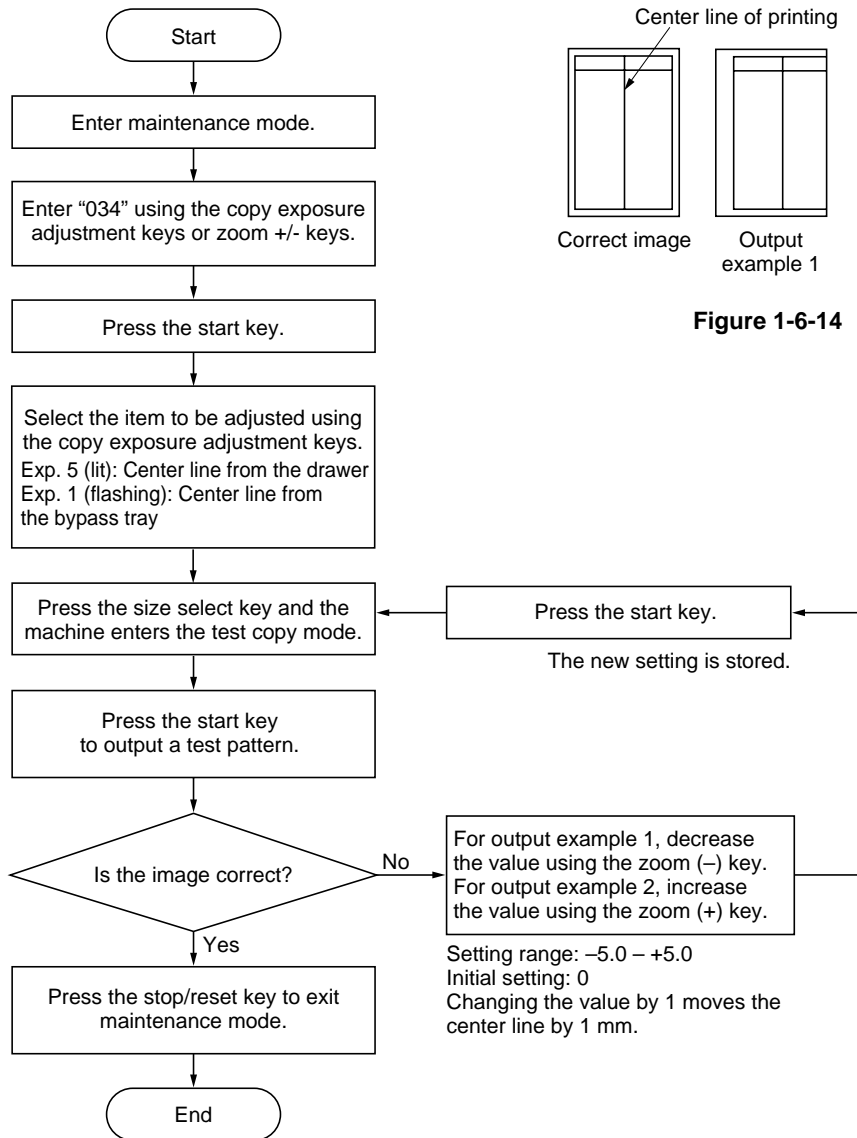 Start
Enter maintenance mode.
Enter “034” using the copy exposure
adjustment keys or zoom +/- keys.
Press the start key.
Select the item to be adjusted using
the copy exposure adjustment keys.
Exp. 5 (lit): Center line from the drawer
Exp. 1 (flashing): Center line from
the bypass tray
Press the size select key and the
machine enters the test copy mode.
Press the start key
to output a test pattern.
Is the image correct?
Yes
Press the stop/reset key to exit
maintenance mode.
End
No
For output example 1, decrease
the value using the zoom (–) key.
For output example 2, increase
the value using the zoom (+) key.
Setting range: –5.0 – +5.0
Initial setting: 0
Changing the value by 1 moves the
center line by 1 mm.
Press the start key.
The new setting is stored.
Center line of printing
Correct image
Output
example 1
Figure 1-6-14